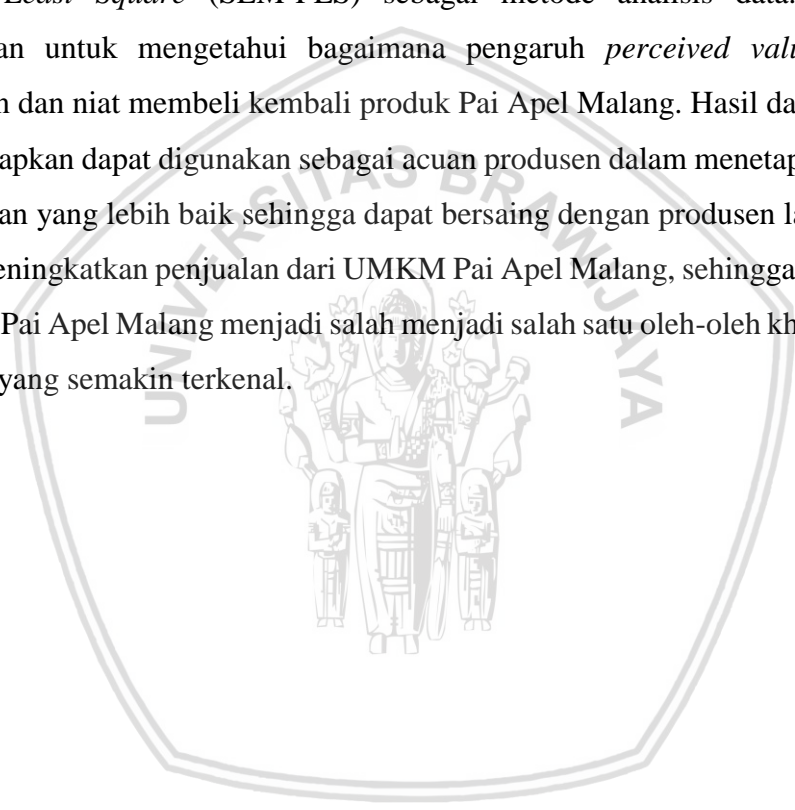 Least Square (SEM-PLS) sebagai metode analisis data.
an untuk mengetahui bagaimana pengaruh perceived valu
n dan niat membeli kembali produk Pai Apel Malang. Hasil da
apkan dapat digunakan sebagai acuan produsen dalam menetap
an yang lebih baik sehingga dapat bersaing dengan produsen la
eningkatkan penjualan dari UMKM Pai Apel Malang, sehingga
Pai Apel Malang menjadi salah menjadi salah satu oleh-oleh kh
yang semakin terkenal.
UNIVERSITAS BRAWIJAYA